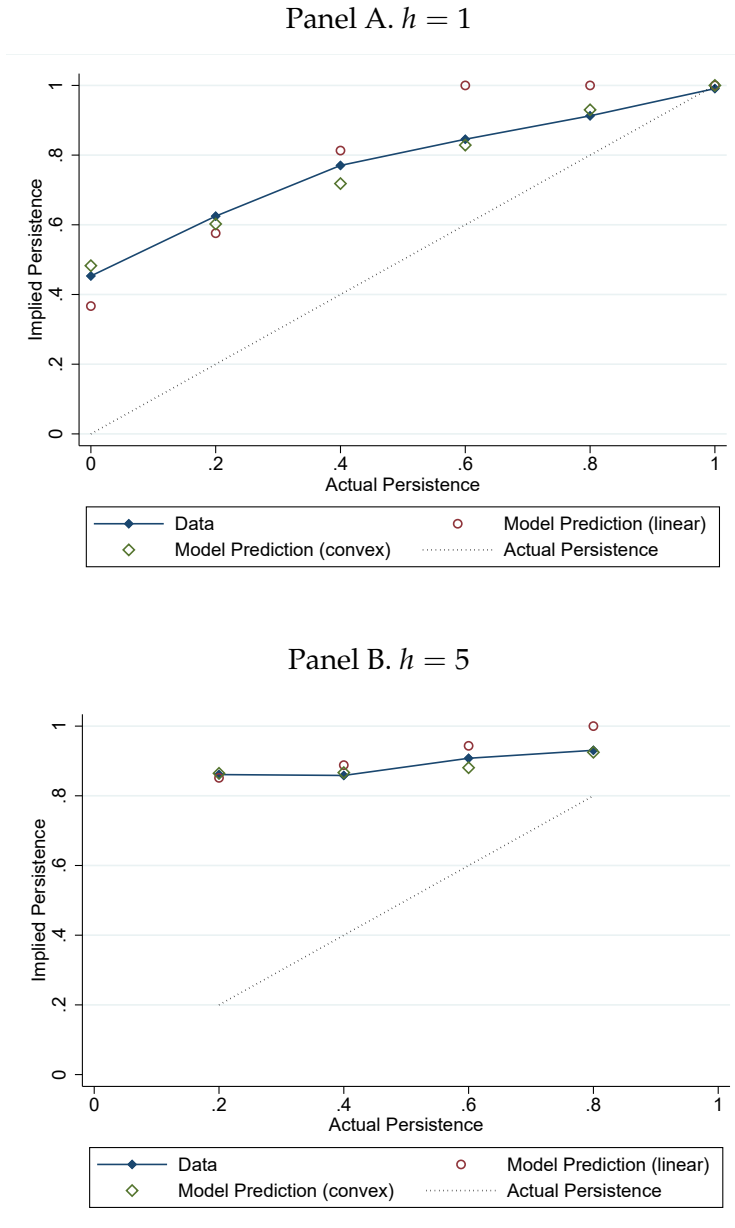 Panel A. h = 1
Implied Persistence
1
.8
.6
.4
.2
0
0 .2 .4 .6 .8 1
Actual Persistence
Data Model Prediction (linear)
Model Prediction (convex) Actual Persistence
Panel B. h = 5
Implied Persistence
1
.8
.6
.4
.2
0
0 .2 .4 .6 .8 1
Actual Persistence
Data Model Prediction (linear)
Model Prediction (convex) Actual Persistence